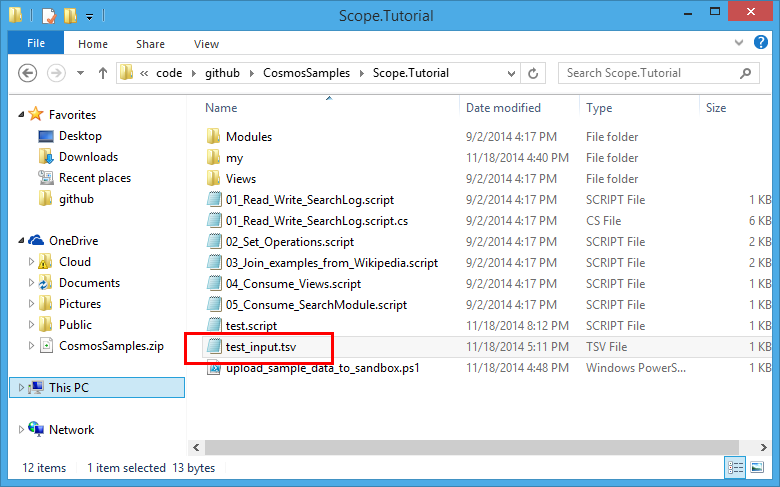 Scope.Tutorial
File Home Share View
« code github CosmosSamples Scope.Tutorial Search Scope.Tutorial
Name Date modified Type Size
Favorites
Desktop
Downloads
Recent places
github
OneDrive
Cloud
Documents
Pictures
Public
CosmosSamples.zip
This PC
Network
Modules 9/2/2014 4:17 PM File folder
my 11/18/2014 4:40 PM File folder
Views 9/2/2014 4:17 PM File folder
01_Read_Write_SearchLog.script 9/2/2014 4:17 PM SCRIPT File 1 KB
01_Read_Write_SearchLog.script.cs 9/2/2014 4:17 PM CS File 6 KB
02_Set_Operations.script 9/2/2014 4:17 PM SCRIPT File 2 KB
03_Join_examples_from_Wikipedia.script 9/2/2014 4:17 PM SCRIPT File 2 KB
04_Consume_Views.script 9/2/2014 4:17 PM SCRIPT File 1 KB
05_Consume_SearchModule.script 9/2/2014 4:17 PM SCRIPT File 1 KB
test.script 11/18/2014 8:12 PM SCRIPT File 1 KB
test_input.tsv 11/18/2014 5:11 PM TSV File 1 KB
upload_sample_data_to_sandbox.ps1 11/18/2014 4:48 PM Windows PowerS... 1 KB
12 items 1 item selected 13 bytes